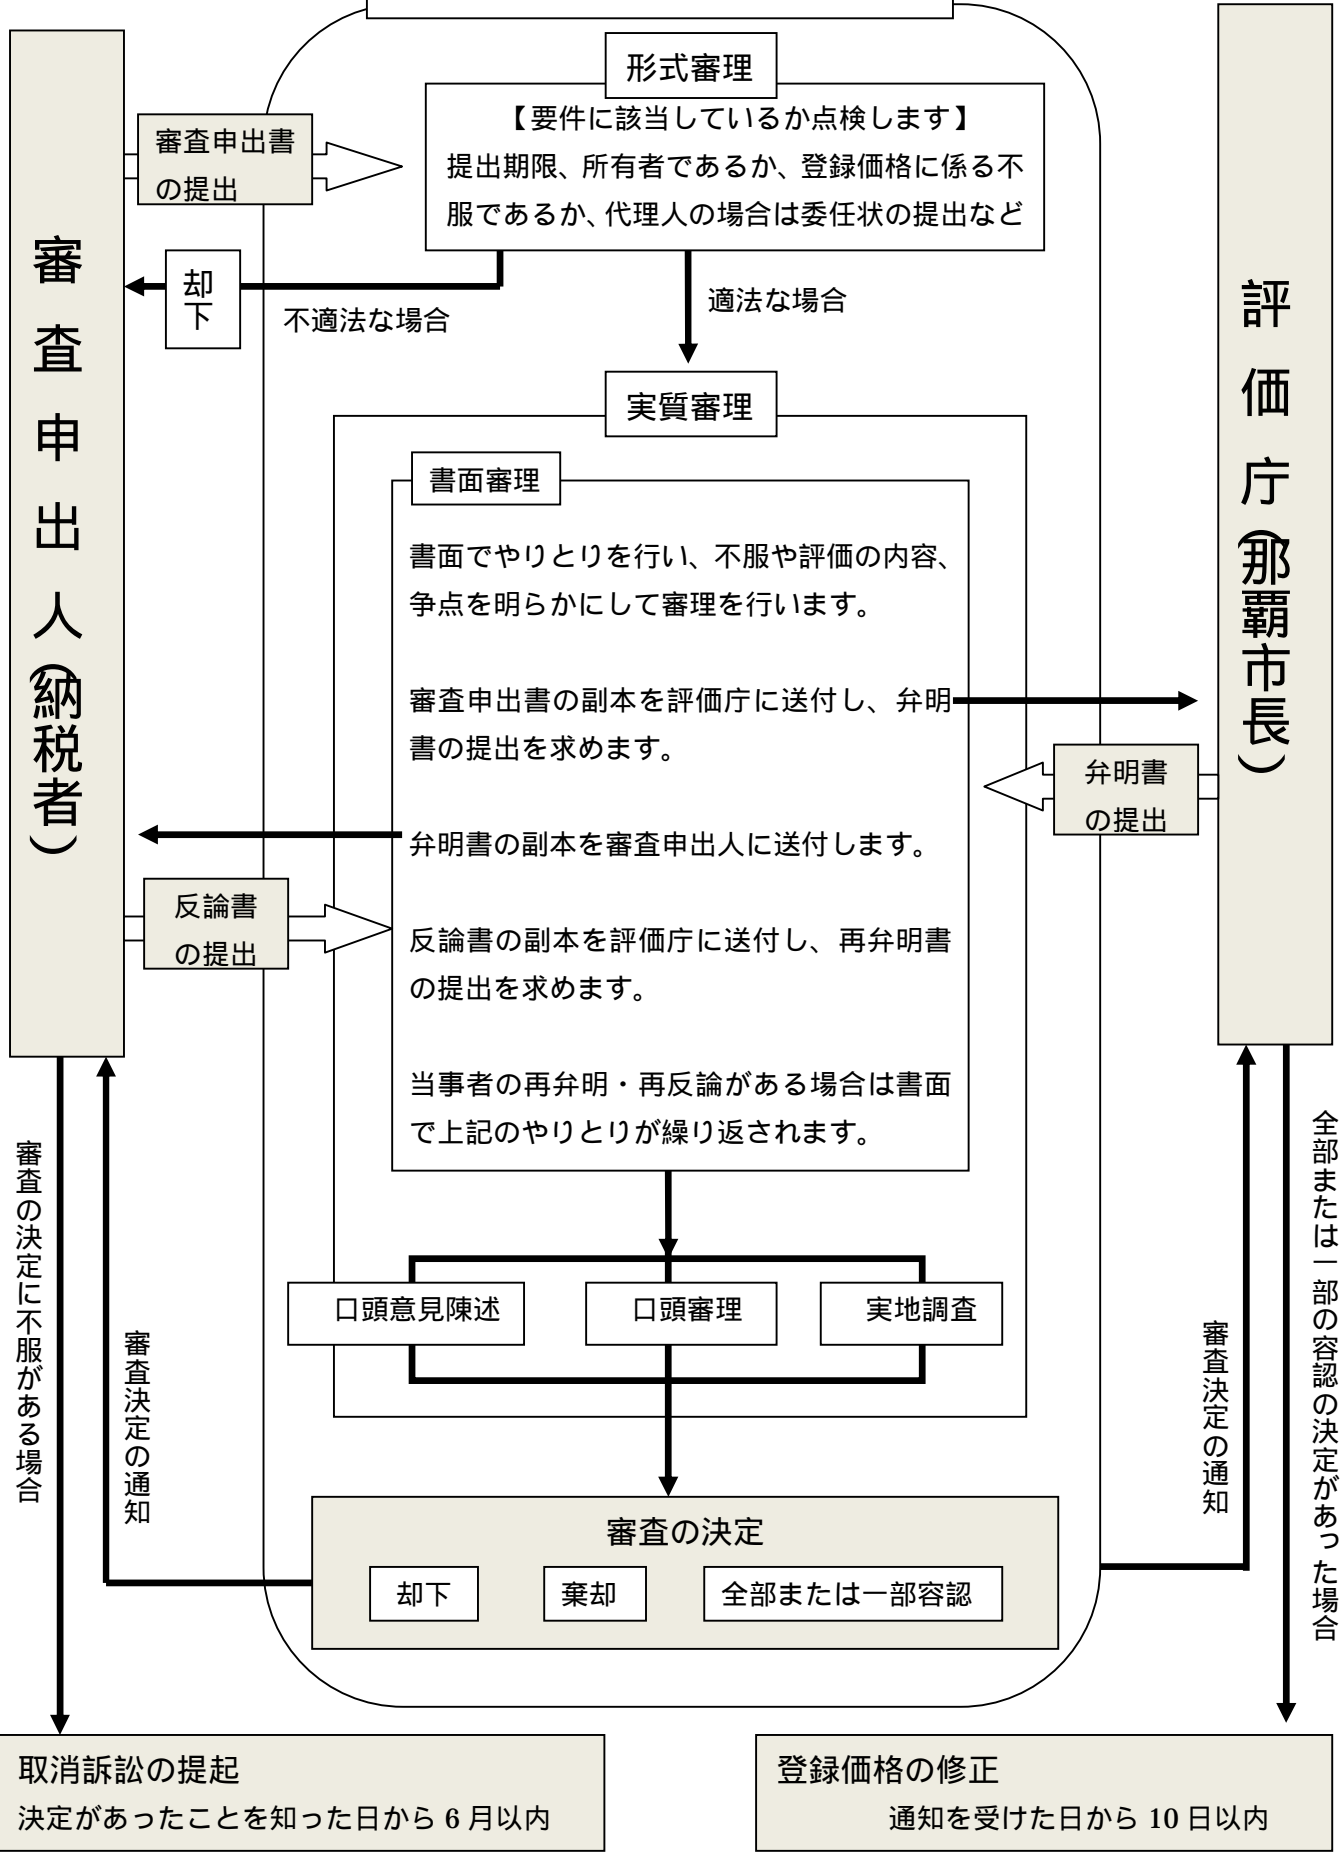 形式審理
【要件に該当しているか点検します】
提出期限、所有者であるか、登録価格に係る不
服であるか、代理人の場合は委任状の提出など
審査申出書
の提出
審査申出人(納税者)
評価庁(那覇市長)
却下
不適法な場合
適法な場合
実質審理
書面審理
書面でやりとりを行い、不服や評価の内容、
争点を明らかにして審理を行います。
審査申出書の副本を評価庁に送付し、弁明
書の提出を求めます。
弁明書
の提出
弁明書の副本を審査申出人に送付します。
反論書
の提出
反論書の副本を評価庁に送付し、再弁明書
の提出を求めます。
当事者の再弁明・再反論がある場合は書面
で上記のやりとりが繰り返されます。
口頭意見陳述
口頭審理
実地調査
審査の決定に不服がある場合
審査決定の通知
審査決定の通知
全部または一部の容認の決定があった場合
審査の決定
却下
棄却
全部または一部容認
取消訴訟の提起
決定があったことを知った日から 6 月以内
登録価格の修正
通知を受けた日から 10 日以内